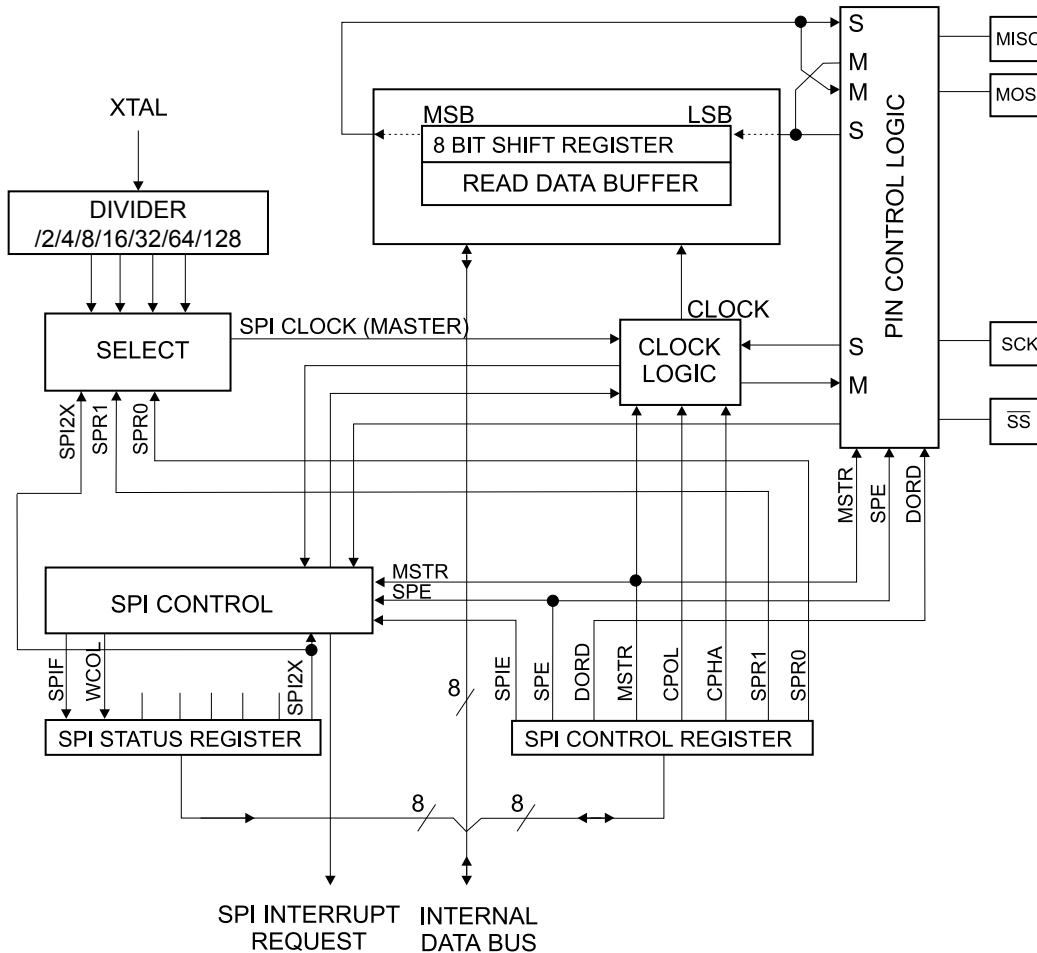 S
MISO
M
M
MOS
XTAL
MSB
LSB
S
8 BIT SHIFT REGISTER
READ DATA BUFFER
PIN CONTROL LOGIC
DIVIDER
/2/4/8/16/32/64/128
SPI CLOCK (MASTER)
CLOCK
SELECT
CLOCK
LOGIC
S
SCK
M
SS
SPI2X
SPR1
SPR0
MSTR
SPE
DORD
MSTR
SPE
SPI CONTROL
SPIF
WCOL
SPI2X
SPIE
SPE
DORD
MSTR
CPOL
CPHA
SPR1
SPR0
8
SPI STATUS REGISTER
SPI CONTROL REGISTER
8
8
SPI INTERRUPT
REQUEST
INTERNAL
DATA BUS